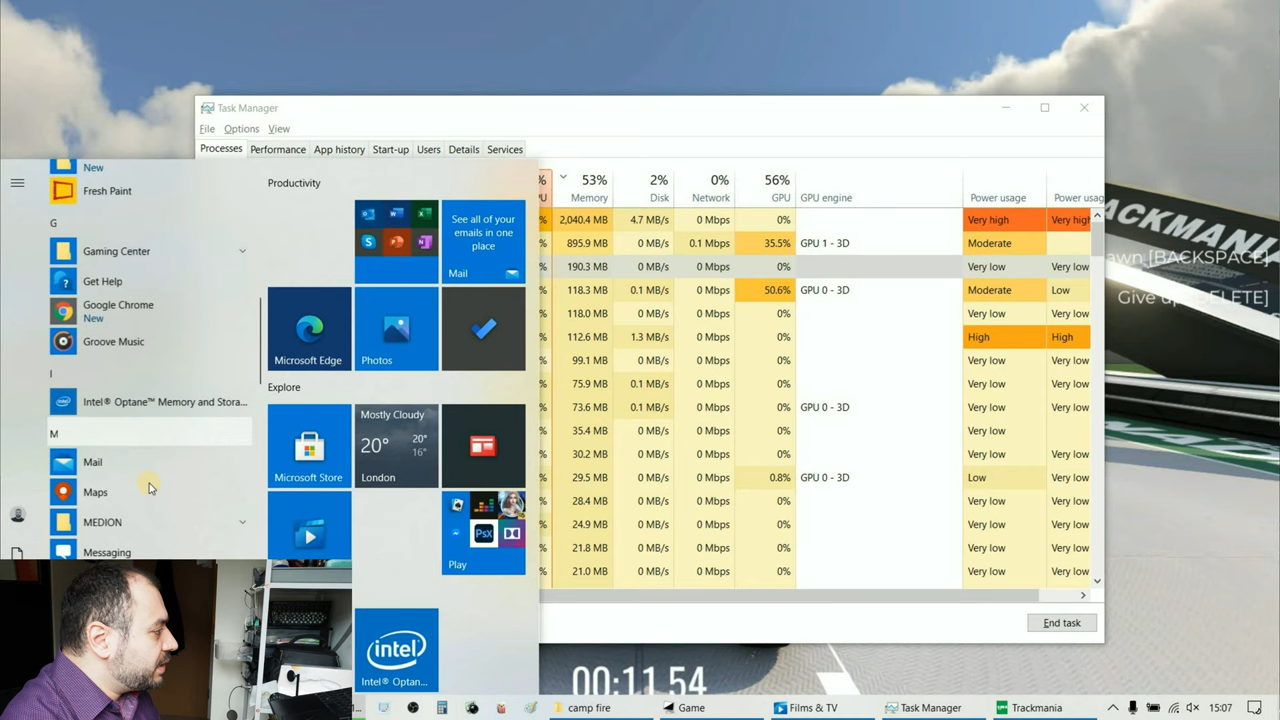 Task Manager
File Options View
Processes Performance App history Start-up Users Details Services
New
Fresh Paint
G
Gaming Center
Get Help
Google Chrome
New
Groove Music
I
Intel® Optane™ Memory and Stora...
M
Mail
Maps
MEDION
Messaging
Productivity
See all of your
emails in one
place
Mail
Microsoft Edge
Photos
Explore
Microsoft Store
Mostly Cloudy
20° 20°
16°
London
PsX
Play
intel
Intel® Optan...
% 53% 2% 0% 56%
Memory Disk Network GPU GPU engine Power usage Power usag
% 2,040.4 MB 4.7 MB/s 0 Mbps 0% Very high Very high
% 895.9 MB 0 MB/s 0.1 Mbps 35.5% GPU 1 - 3D Moderate
% 190.3 MB 0 MB/s 0 Mbps 0% Very low Very low
% 118.3 MB 0.1 MB/s 0 Mbps 50.6% GPU 0 - 3D Moderate Low
% 118.0 MB 0 MB/s 0 Mbps 0% Very low Very low
% 112.6 MB 1.3 MB/s 0 Mbps 0% High High
% 99.1 MB 0 MB/s 0 Mbps 0% Very low Very low
% 75.9 MB 0.1 MB/s 0 Mbps 0% Very low Very low
% 73.6 MB 0.1 MB/s 0 Mbps 0% GPU 0 - 3D Very low Very low
% 35.4 MB 0 MB/s 0 Mbps 0% Very low Very low
% 30.2 MB 0 MB/s 0 Mbps 0% Very low Very low
% 29.5 MB 0 MB/s 0 Mbps 0.8% GPU 0 - 3D Low Very low
% 28.4 MB 0 MB/s 0 Mbps 0% Very low Very low
% 24.9 MB 0 MB/s 0 Mbps 0% Very low Very low
% 21.8 MB 0 MB/s 0 Mbps 0% Very low Very low
% 21.0 MB 0 MB/s 0 Mbps 0% Very low Very low
End task
ACKMANI
awn [BACKSPACE]
Give up [DELETE]
00:11.54
camp fire Game Films & TV Task Manager Trackmania 15:07